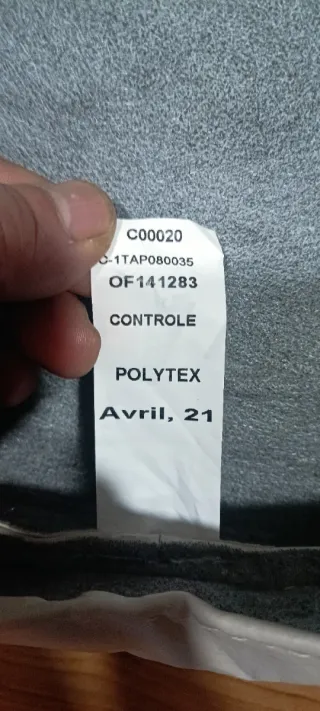 C00020
C-1TAP080035
OF141283
CONTROLE
POLYTEX
Avril, 21